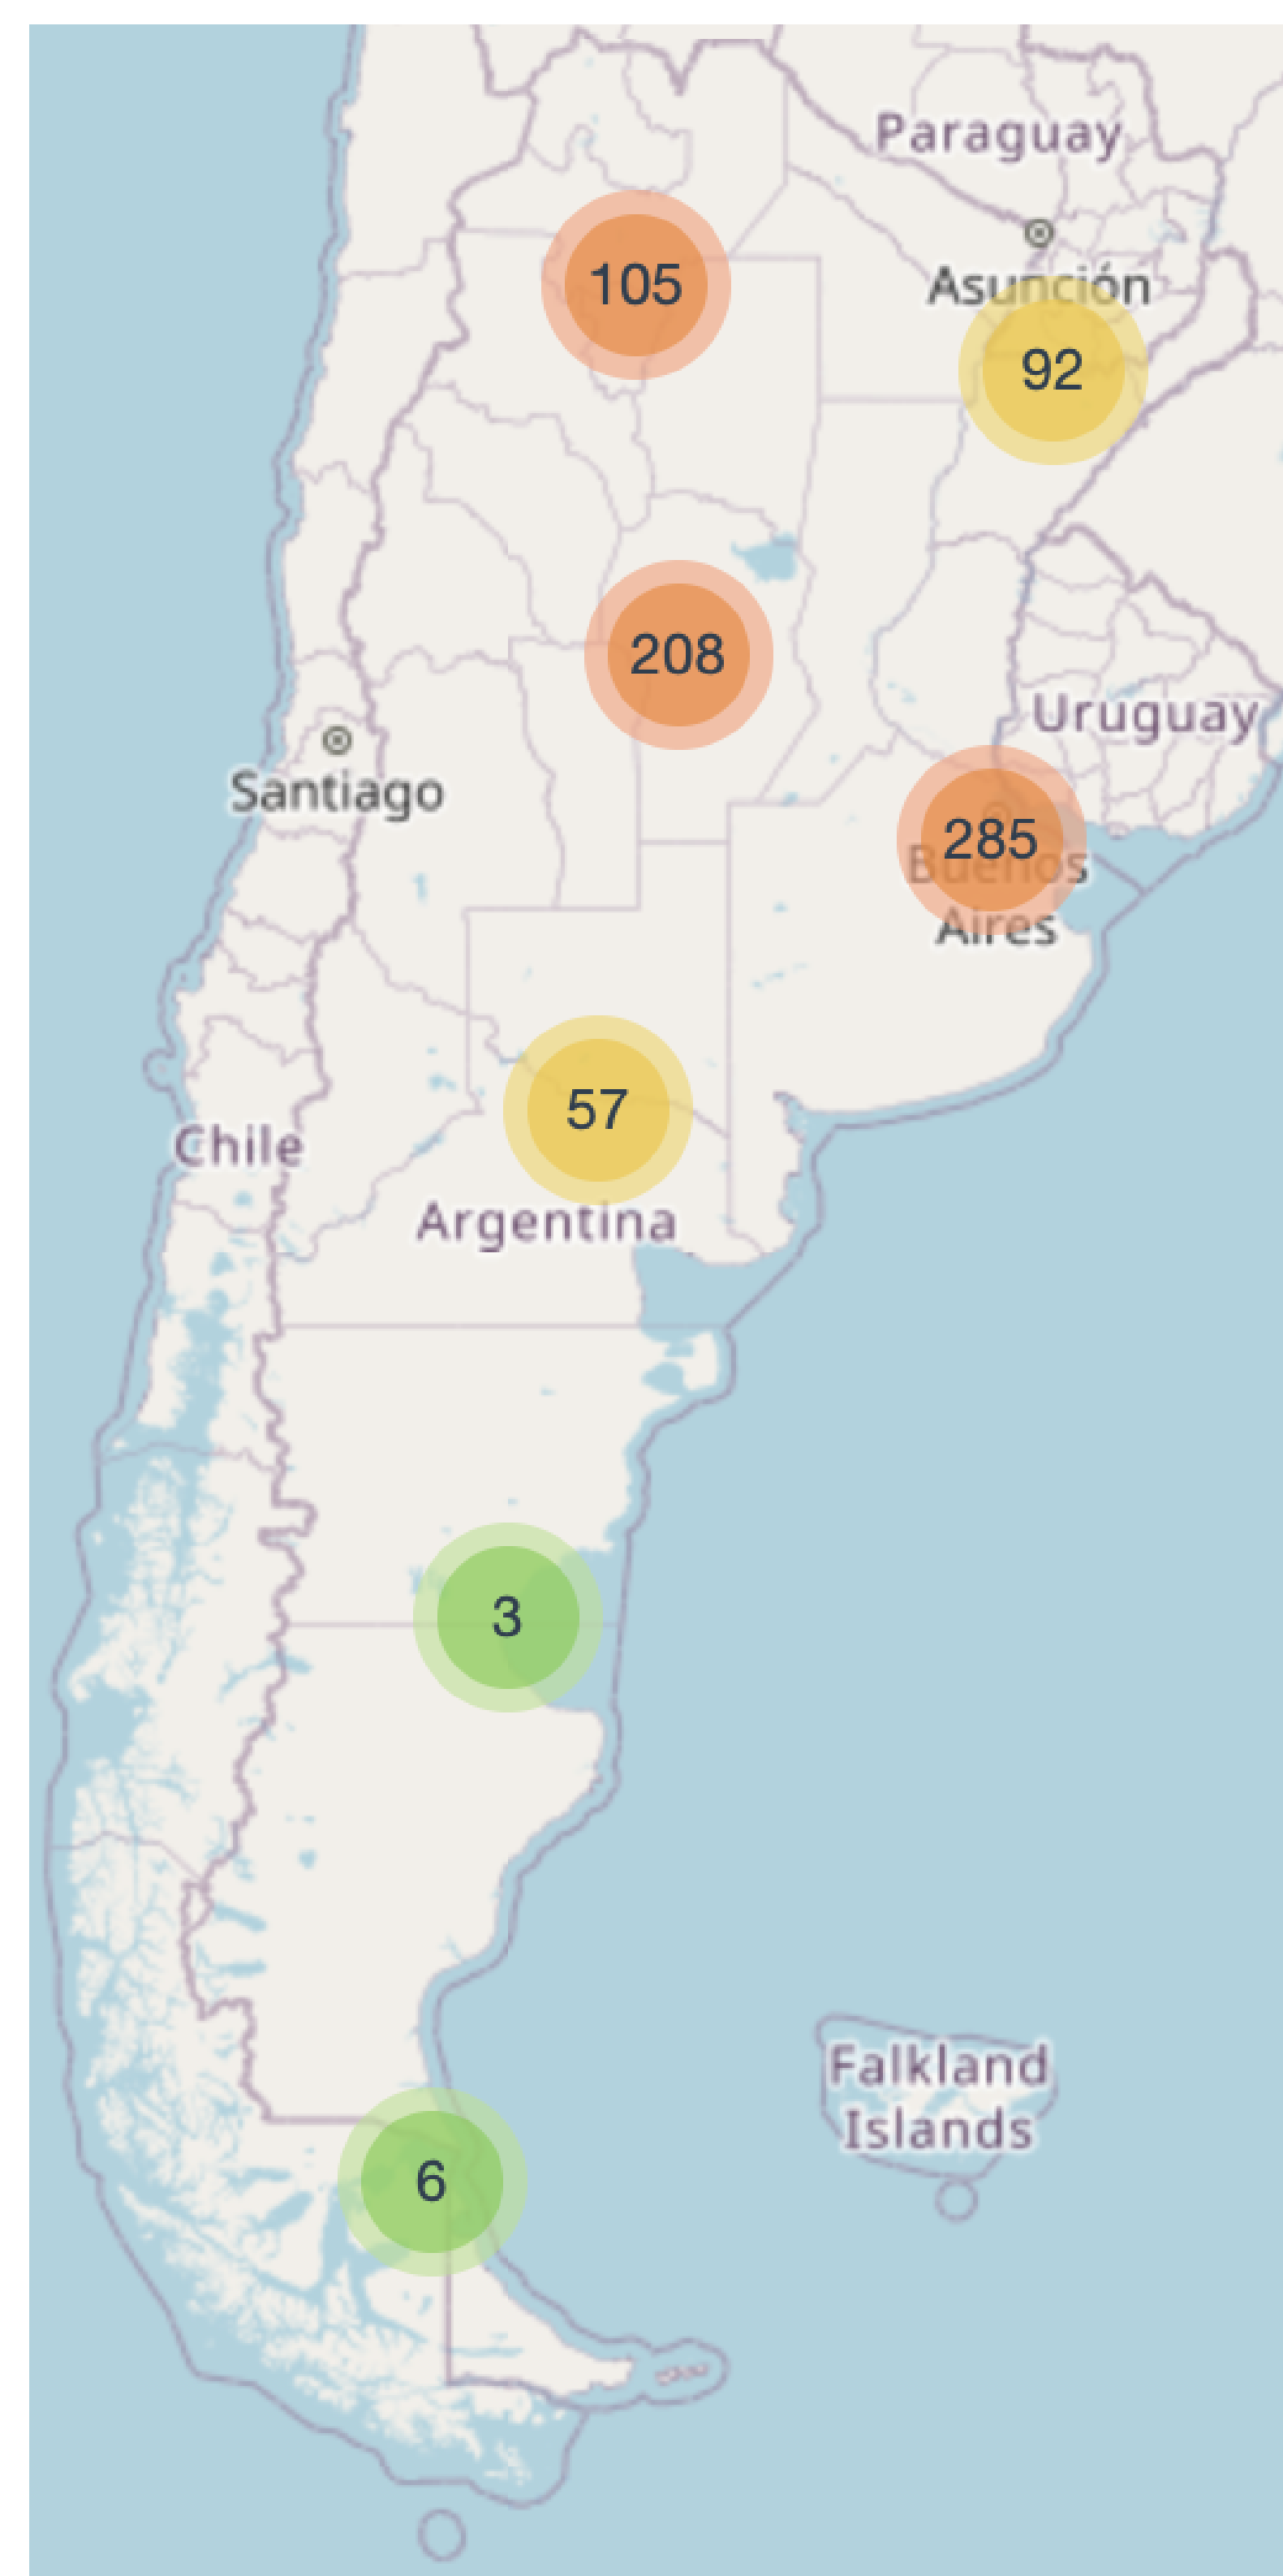 Paraguay
105
Asunción
92
208
Uruguay
Santiago
285
Buenos
Aires
57
Chile
Argentina
3
Falkland
Islands
6